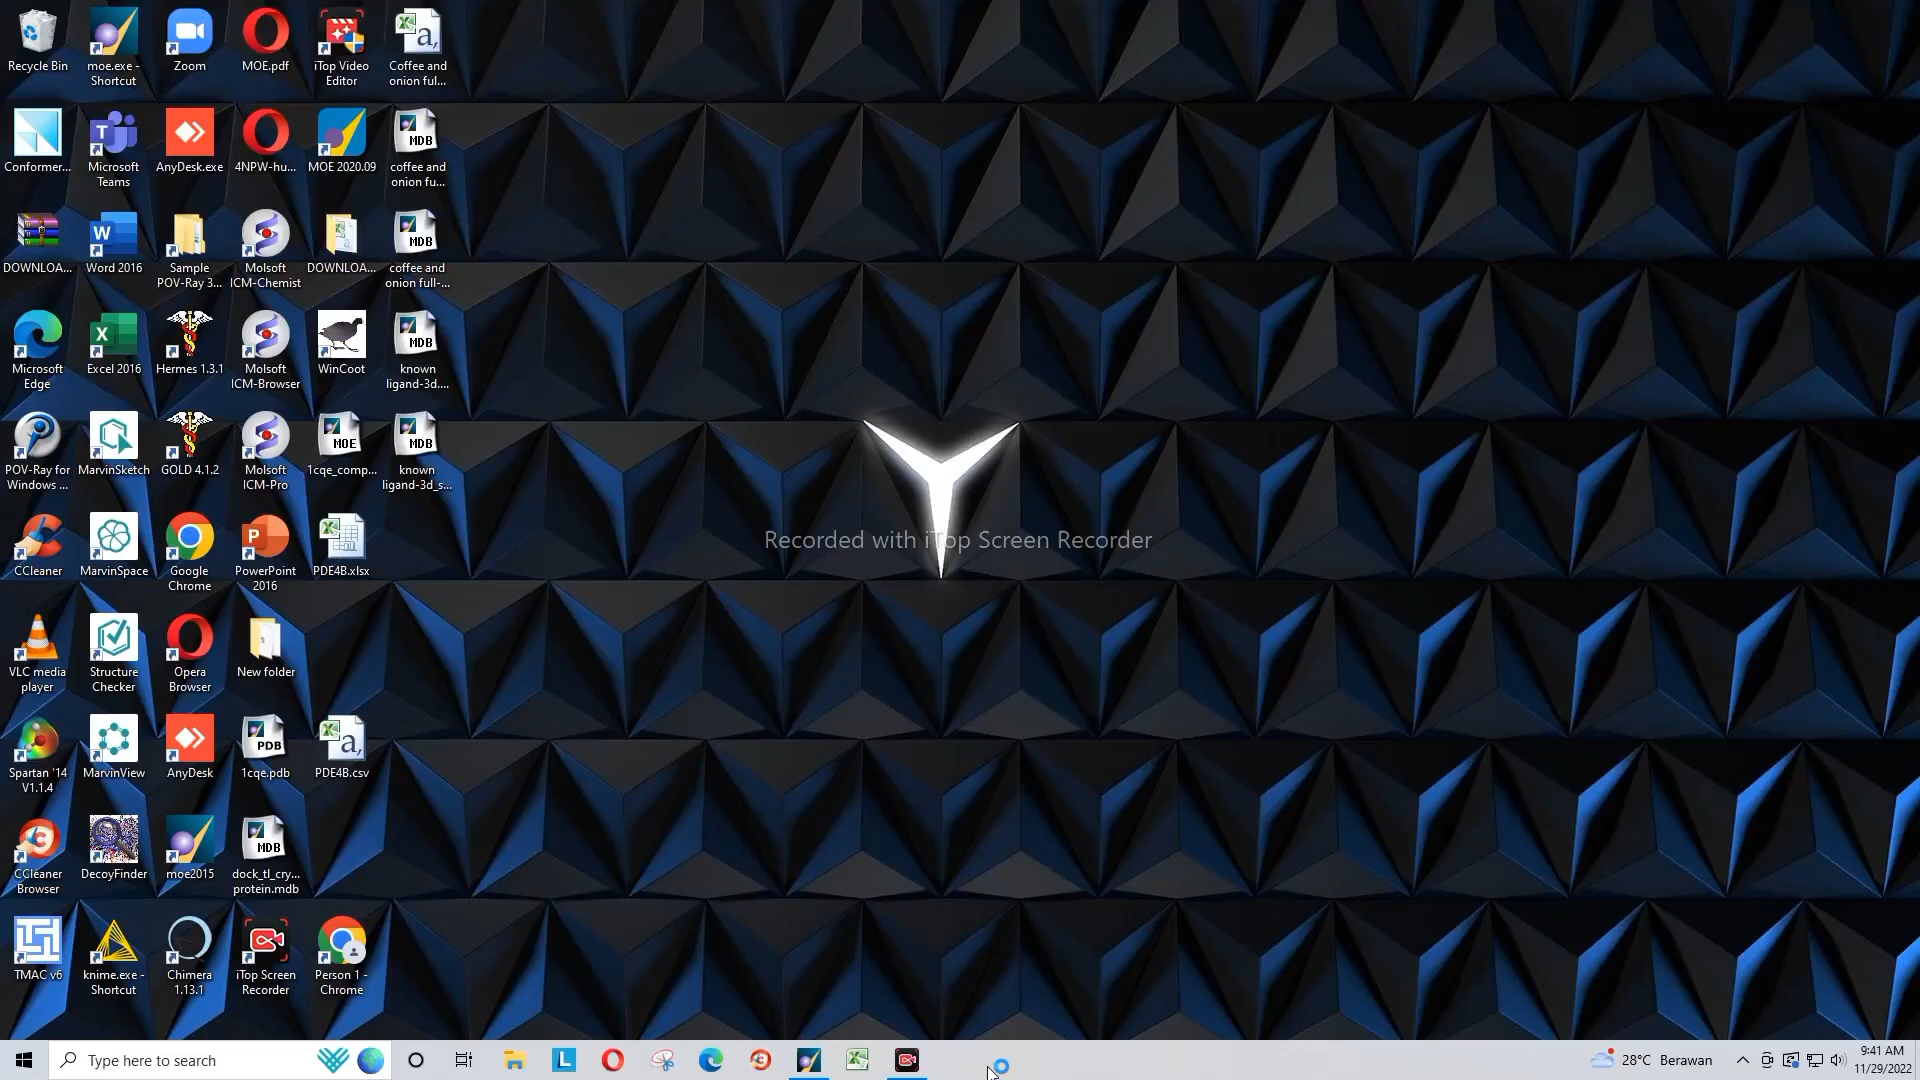 Recycle Bin
moe.exe -
Shortcut
Zoom
MOE.pdf
iTop Video
Editor
a,
Coffee and
onion ful...
Conformer...
Microsoft
Teams
AnyDesk.exe
4NPW-hu...
MOE 2020.09
MDB
coffee and
onion fu...
DOWNLOA...
Word 2016
Sample
POV-Ray 3...
Molsoft
ICM-Chemist
DOWNLOA...
MDB
coffee and
onion full-...
Microsoft
Edge
Excel 2016
Hermes 1.3.1
Molsoft
ICM-Browser
WinCoot
MDB
known
ligand-3d....
POV-Ray for
Windows ...
MarvinSketch
GOLD 4.1.2
Molsoft
ICM-Pro
MOE
1cqe_comp...
MDB
known
ligand-3d_s...
CCleaner
MarvinSpace
Google
Chrome
PowerPoint
2016
PDE4B.xlsx
Recorded with iTop Screen Recorder
VLC media
player
Structure
Checker
Opera
Browser
New folder
Spartan '14
V1.1.4
MarvinView
AnyDesk
PDB
1cqe.pdb
a,
PDE4B.csv
CCleaner
Browser
DecoyFinder
moe2015
MDB
dock_tl_cry...
protein.mdb
TMAC v6
knime.exe -
Shortcut
Chimera
1.13.1
iTop Screen
Recorder
Person 1 -
Chrome
Type here to search
28°C Berawan
9:41 AM
11/29/2022